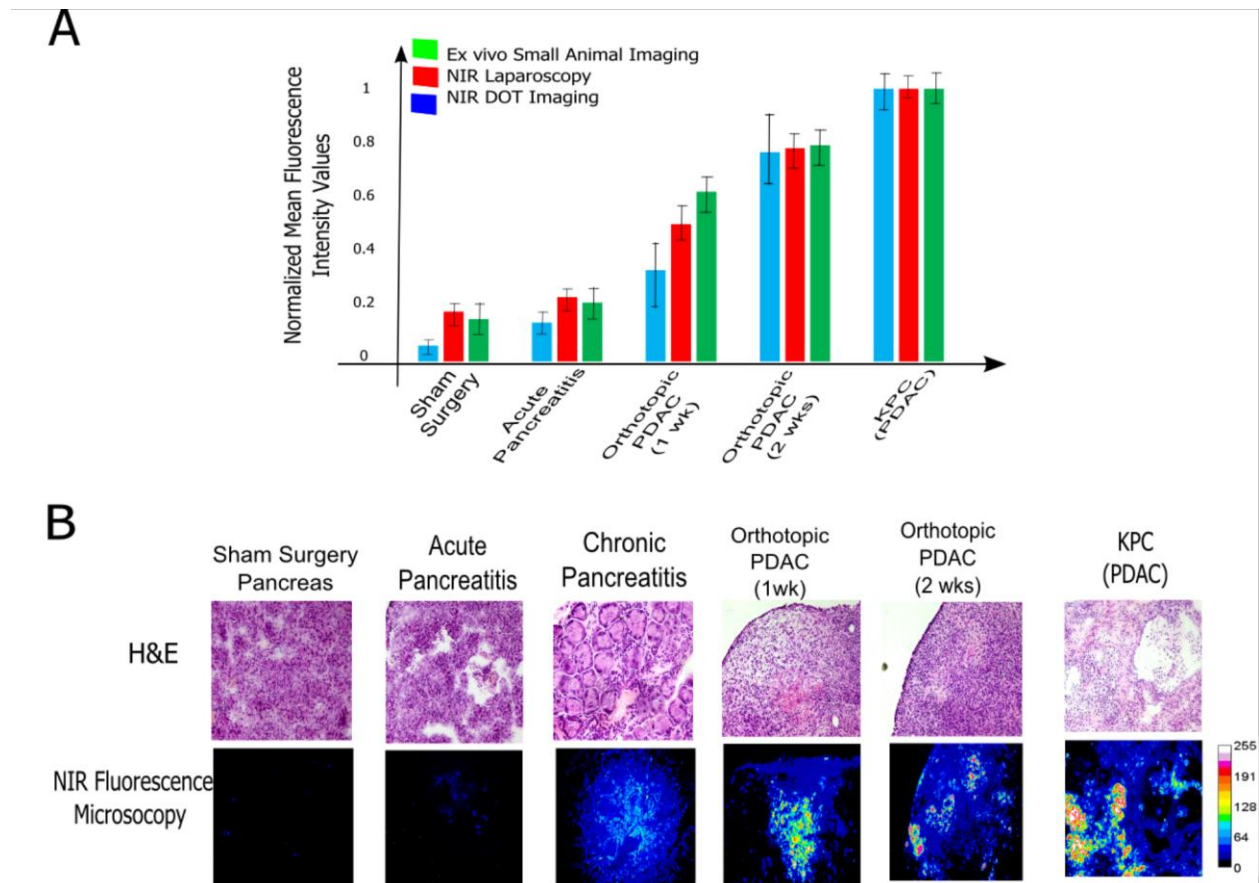 A
Ex vivo Small Animal Imaging
NIR Laparoscopy
NIR DOT Imaging
Normalized Mean Fluorescence
Intensity Values
1
0.8
0.6
0.4
0.2
0
Sham
Surgery
Acute
Pancreatitis
Orthotopic
PDAC
(1 wk)
Orthotopic
PDAC
(2 wks)
KPC
(PDAC)
B
Sham Surgery
Pancreas
Acute
Pancreatitis
Chronic
Pancreatitis
Orthotopic
PDAC
(1wk)
Orthotopic
PDAC
(2 wks)
KPC
(PDAC)
H&E
NIR Fluorescence
Microsocopy
255
191
128
64
0